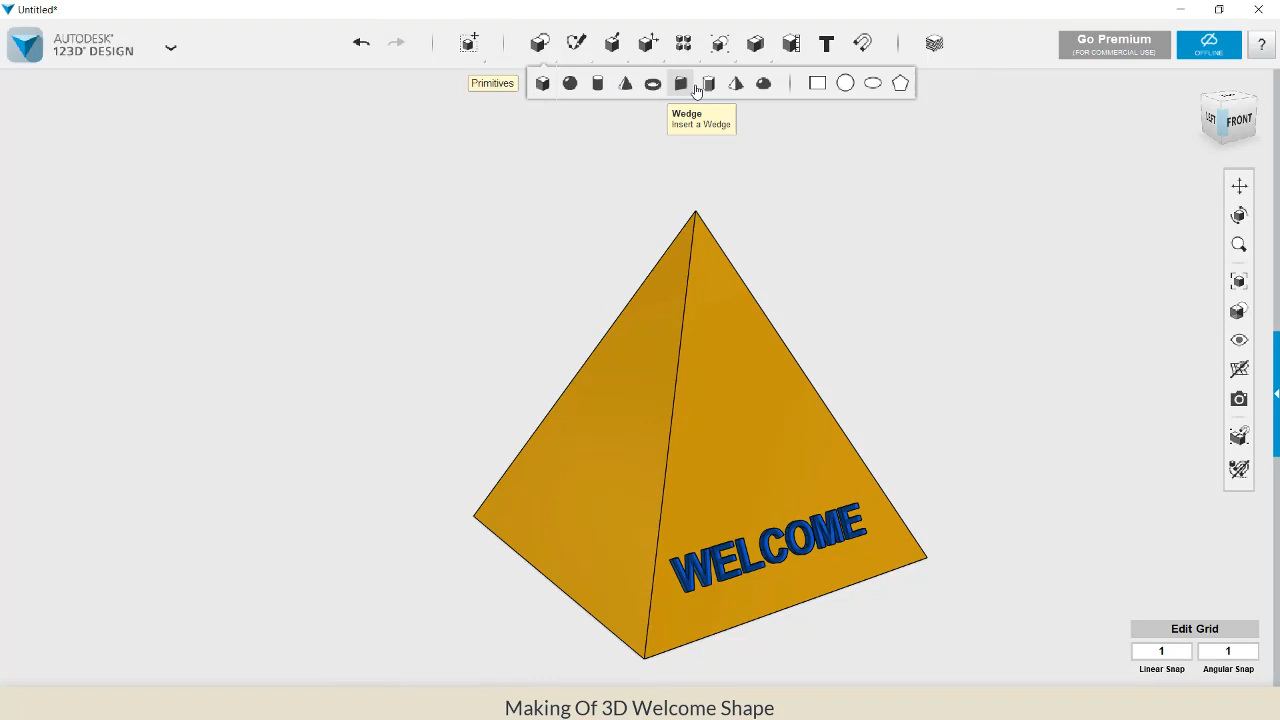 Untitled*
AUTODESK®
123D® DESIGN
Go Premium
(FOR COMMERCIAL USE)
OFFLINE
?
Primitives
Wedge
Insert a Wedge
LEFT
FRONT
WELCOME
Edit Grid
1
1
Linear Snap
Angular Snap
Making Of 3D Welcome Shape